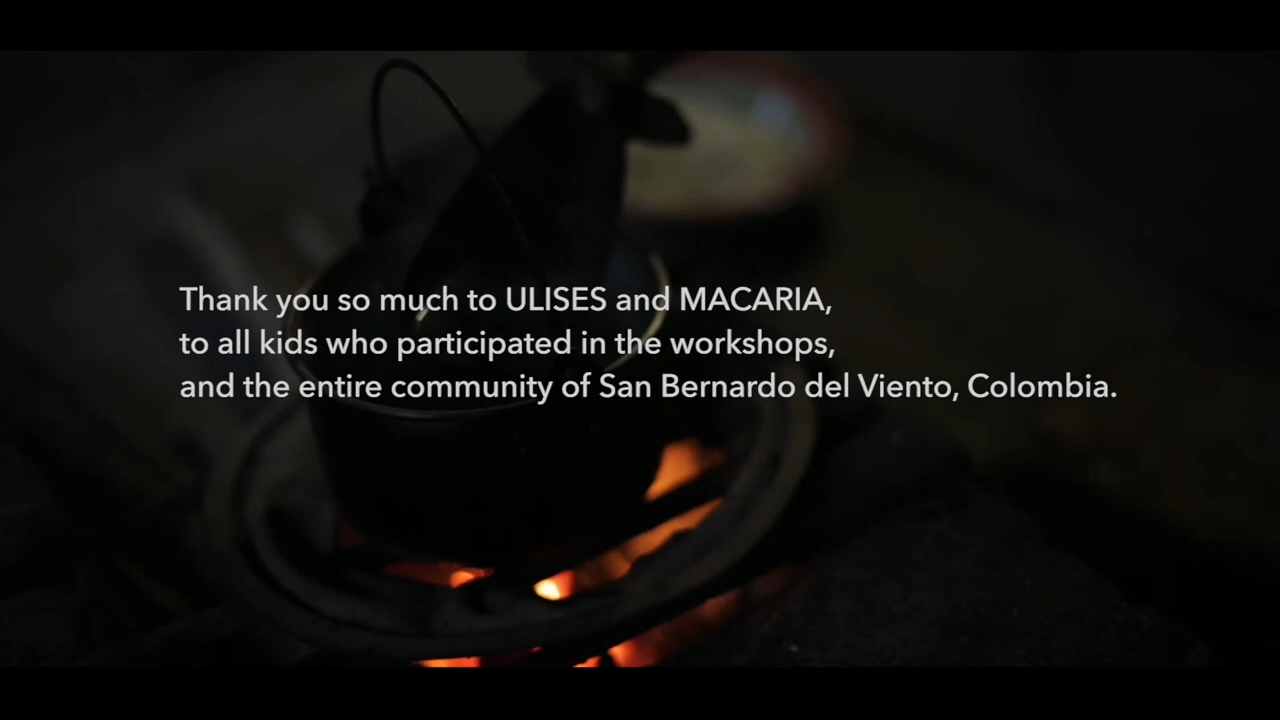 Thank you so much to ULISES and MACARIA,
to all kids who participated in the workshops,
and the entire community of San Bernardo del Viento, Colombia.